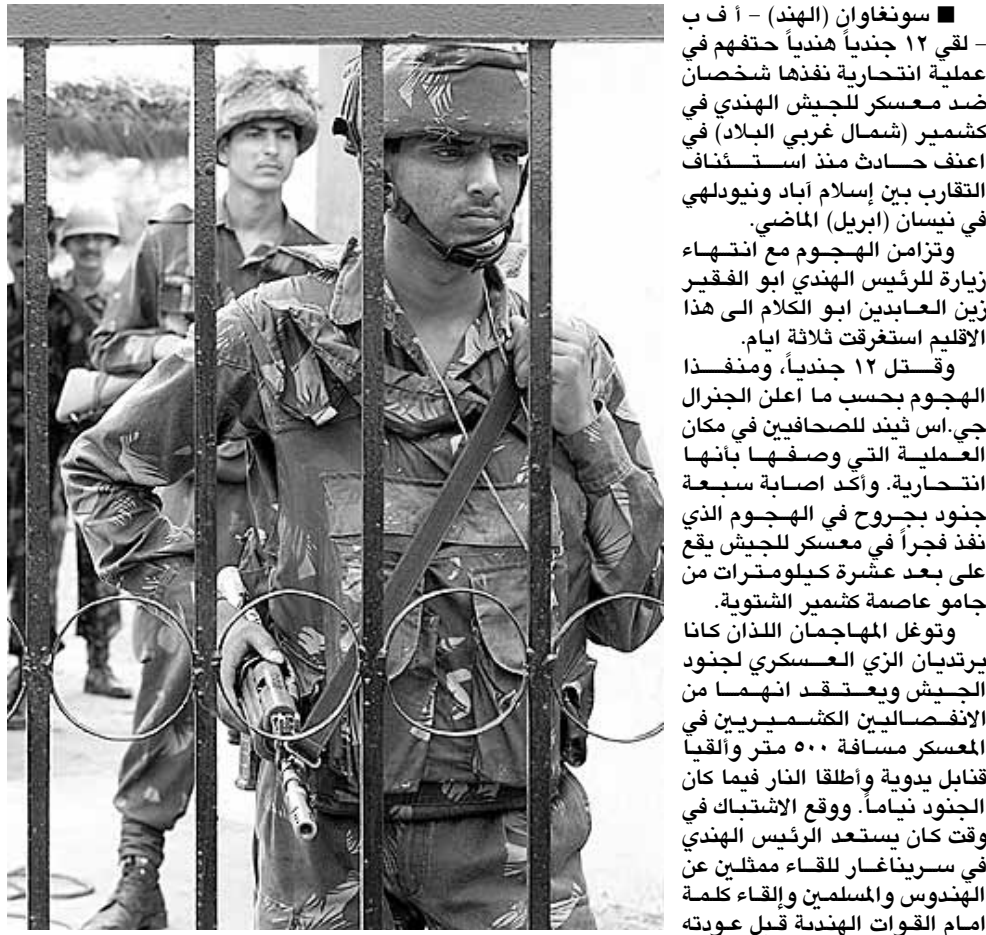 ■ سونغاوان (الهند) – أ ف ب
– لقي ١٢ جندياً هندياً حتفهم في
عملية انتحارية نفذها شخصان
ضد معسكر للجيش الهندي في
كشمير (شمال غربي البلاد) في
اعنف حادث منذ استئناف
التقارب بين إسلام آباد ونيودلهي
في نيسان (ابريل) الماضي.
وتزامن الهجوم مع انتهاء
زيارة للرئيس الهندي ابو الفقير
زين العابدين ابو الكلام الى هذا
الاقليم استغرقت ثلاثة ايام.
وقتل ١٢ جندياً، ومنفذا
الهجوم بحسب ما اعلن الجنرال
جي.اس ثيند للصحافيين في مكان
العملية التي وصفها بأنها
انتحارية. وأكد اصابة سبعة
جنود بجروح في الهجوم الذي
نفذ فجراً في معسكر للجيش يقع
على بعد عشرة كيلومترات من
جامو عاصمة كشمير الشتوية.
وتوغل المهاجمان اللذان كانا
يرتديان الزي العسكري لجنود
الجيش ويعتقد انهما من
الانفصاليين الكشميريين في
المعسكر مسافة ٥٠٠ متر وألقيا
قنابل يدوية وأطلقا النار فيما كان
الجنود نياماً. ووقع الاشتباك في
وقت كان يستعد الرئيس الهندي
في سريناغار للقاء ممثلين عن
الهندوس والمسلمين وإلقاء كلمة
امام القوات الهندية قبل عودته